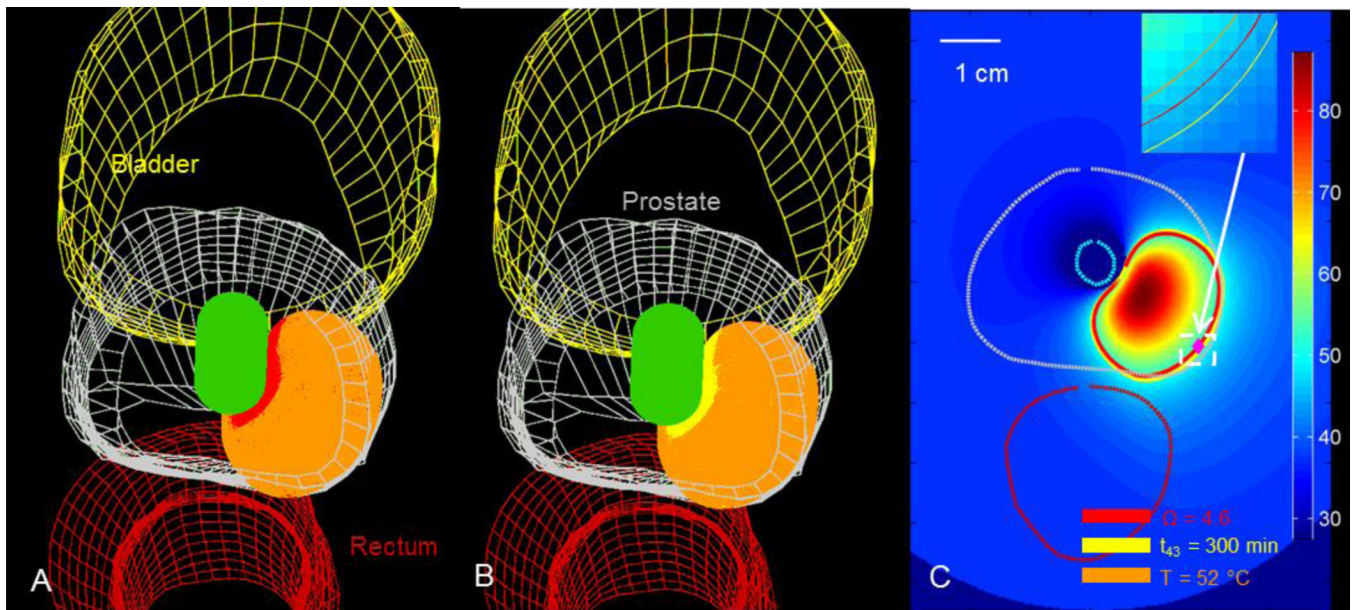 Bladder
Prostate
Rectum
A
B
1 cm
80
70
60
50
40
30
Ω = 4.6
t₄₃ = 300 min
T = 52 °C
C